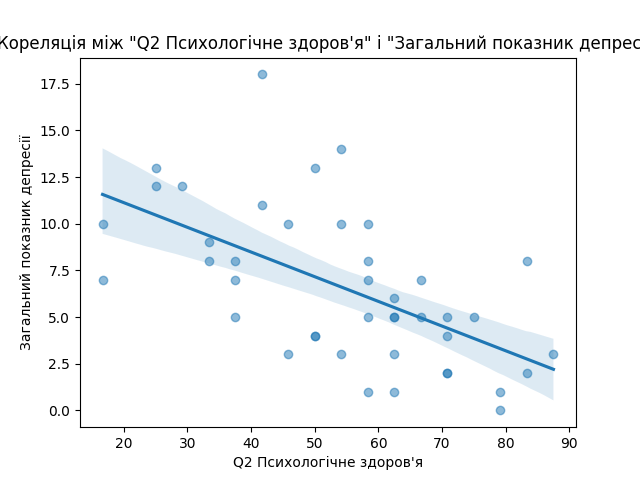 Кореляція між "Q2 Психологічне здоров'я" і "Загальний показник депрес
17.5
15.0
12.5
10.0
7.5
5.0
2.5
0.0
Загальний показник депресії
20 30 40 50 60 70 80 90
Q2 Психологічне здоров'я